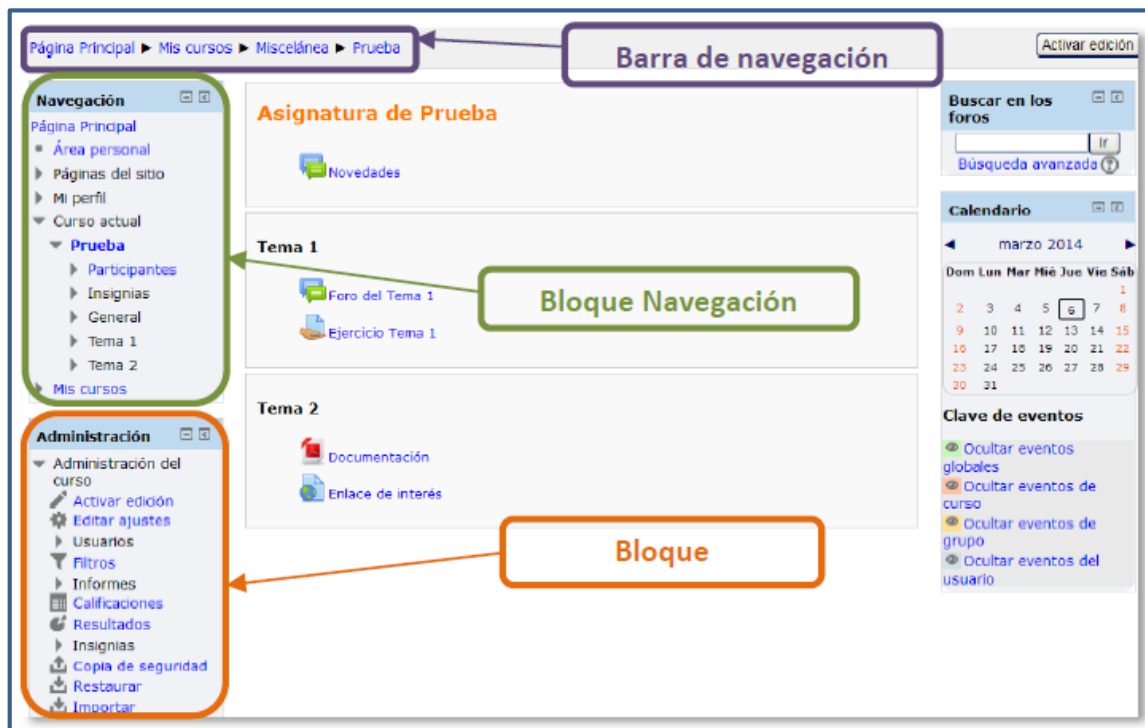 Página Principal ► Mis cursos ► Miscelánea ► Prueba
Barra de navegación
Activar edición
Navegación
Página Principal
Área personal
Páginas del sitio
Mi perfil
Curso actual
Prueba
Participantes
Insignias
General
Tema 1
Tema 2
Mis cursos
Administración
Administración del
curso
Activar edición
Editar ajustes
Usuarios
Filtros
Informes
Calificaciones
Resultados
Insignias
Copia de seguridad
Restaurar
Importar
Asignatura de Prueba
Novedades
Tema 1
Foro del Tema 1
Ejercicio Tema 1
Bloque Navegación
Tema 2
Documentación
Enlace de interés
Bloque
Buscar en los
foros
Ir
Búsqueda avanzada ?
Calendario
◄ marzo 2014 ►
Dom Lun Mar Mié Jue Vie Sáb
1
2 3 4 5 6 7 8
9 10 11 12 13 14 15
16 17 18 19 20 21 22
23 24 25 26 27 28 29
30 31
Clave de eventos
Ocultar eventos
globales
Ocultar eventos de
curso
Ocultar eventos de
grupo
Ocultar eventos del
usuario